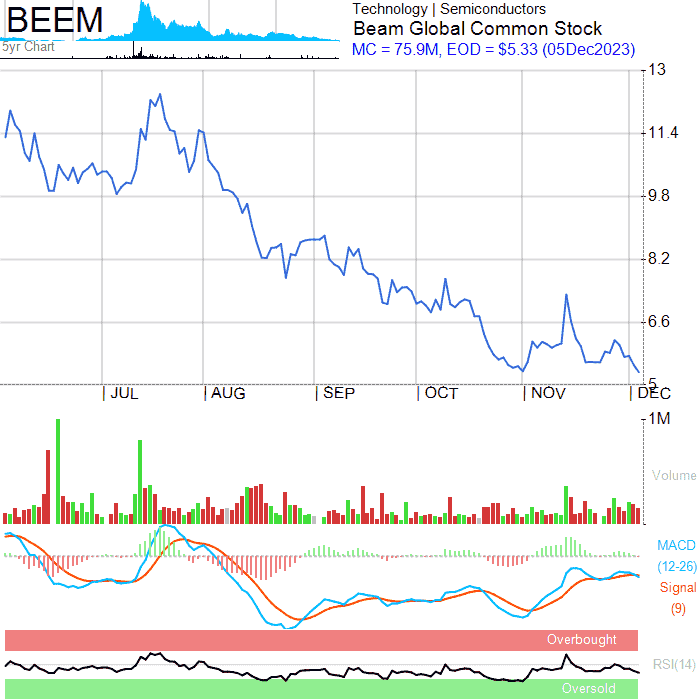 BEEM
5yr Chart
Technology | Semiconductors
Beam Global Common Stock
MC = 75.9M, EOD = $5.33 (05Dec2023)
13
11.4
9.8
8.2
6.6
5
| JUL | AUG | SEP | OCT | NOV | DEC
1M
Volume
MACD
(12-26)
Signal
(9)
Overbought
RSI(14)
Oversold